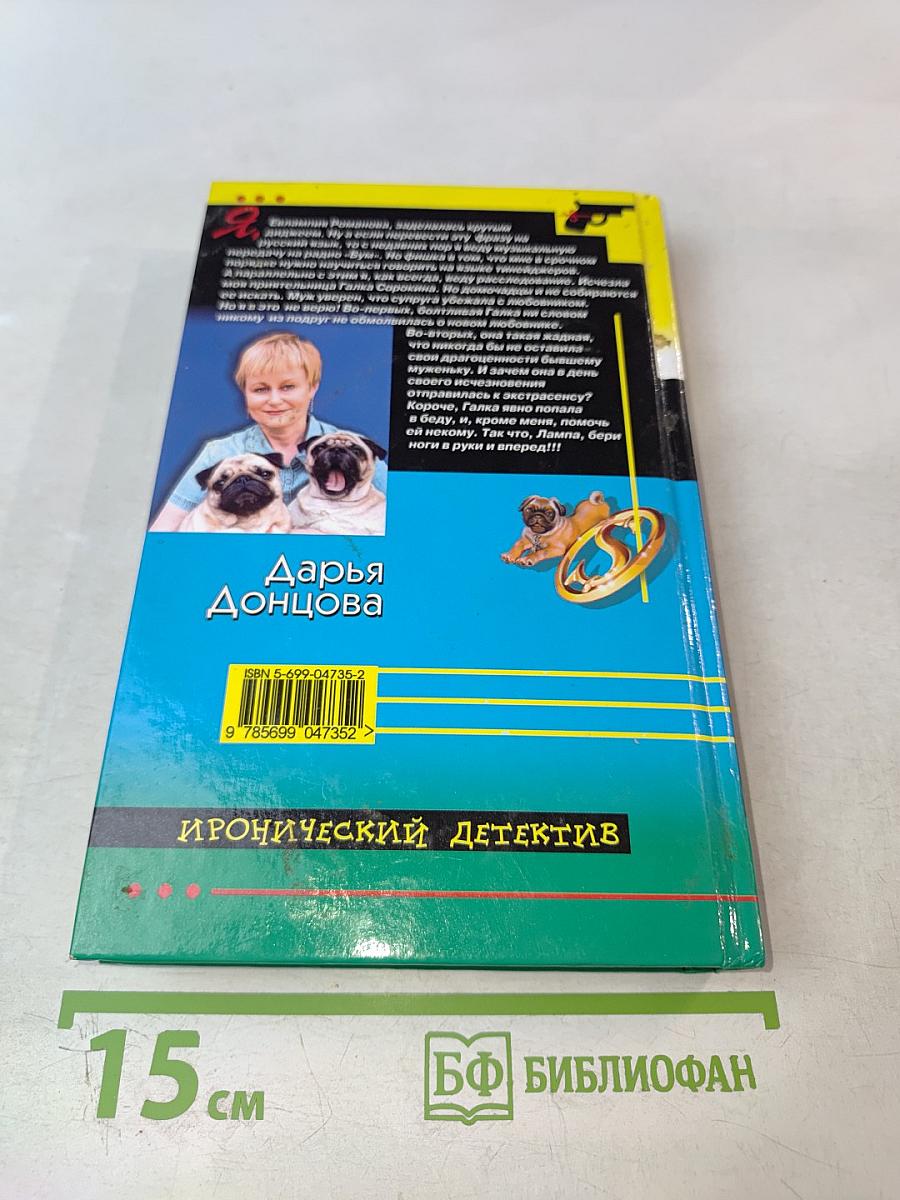 Я, Евлампия Романова, заделалась крутым
диджеем. Ну а если перевести эту фразу на
русский язык, то с недавних пор я веду музыкальную
передачу на радио «Бум». Но фишка в том, что мне в срочном
порядке нужно научиться говорить на языке тинейджеров.
А параллельно с этим я, как всегда, веду расследование. Исчезла
моя приятельница Галка Сорокина. Но домочадцы и не собираются
ее искать. Муж уверен, что супруга убежала с любовником.
Но я в это не верю! Во-первых, болтливая Галка ни словом
никому из подруг не обмолвилась о новом любовнике.
Во-вторых, она такая жадная,
что никогда бы не оставила
свои драгоценности бывшему
муженьку. И зачем она в день
своего исчезновения
отправилась к экстрасенсу?
Короче, Галка явно попала
в беду, и, кроме меня, помочь
ей некому. Так что, Лампа, бери
ноги в руки и вперед!!!
Дарья
Донцова
ISBN 5-699-04735-2
9 785699 047352 >
ИРОНИЧЕСКИЙ ДЕТЕКТИВ
15 см
БФ БИБЛИОФАН